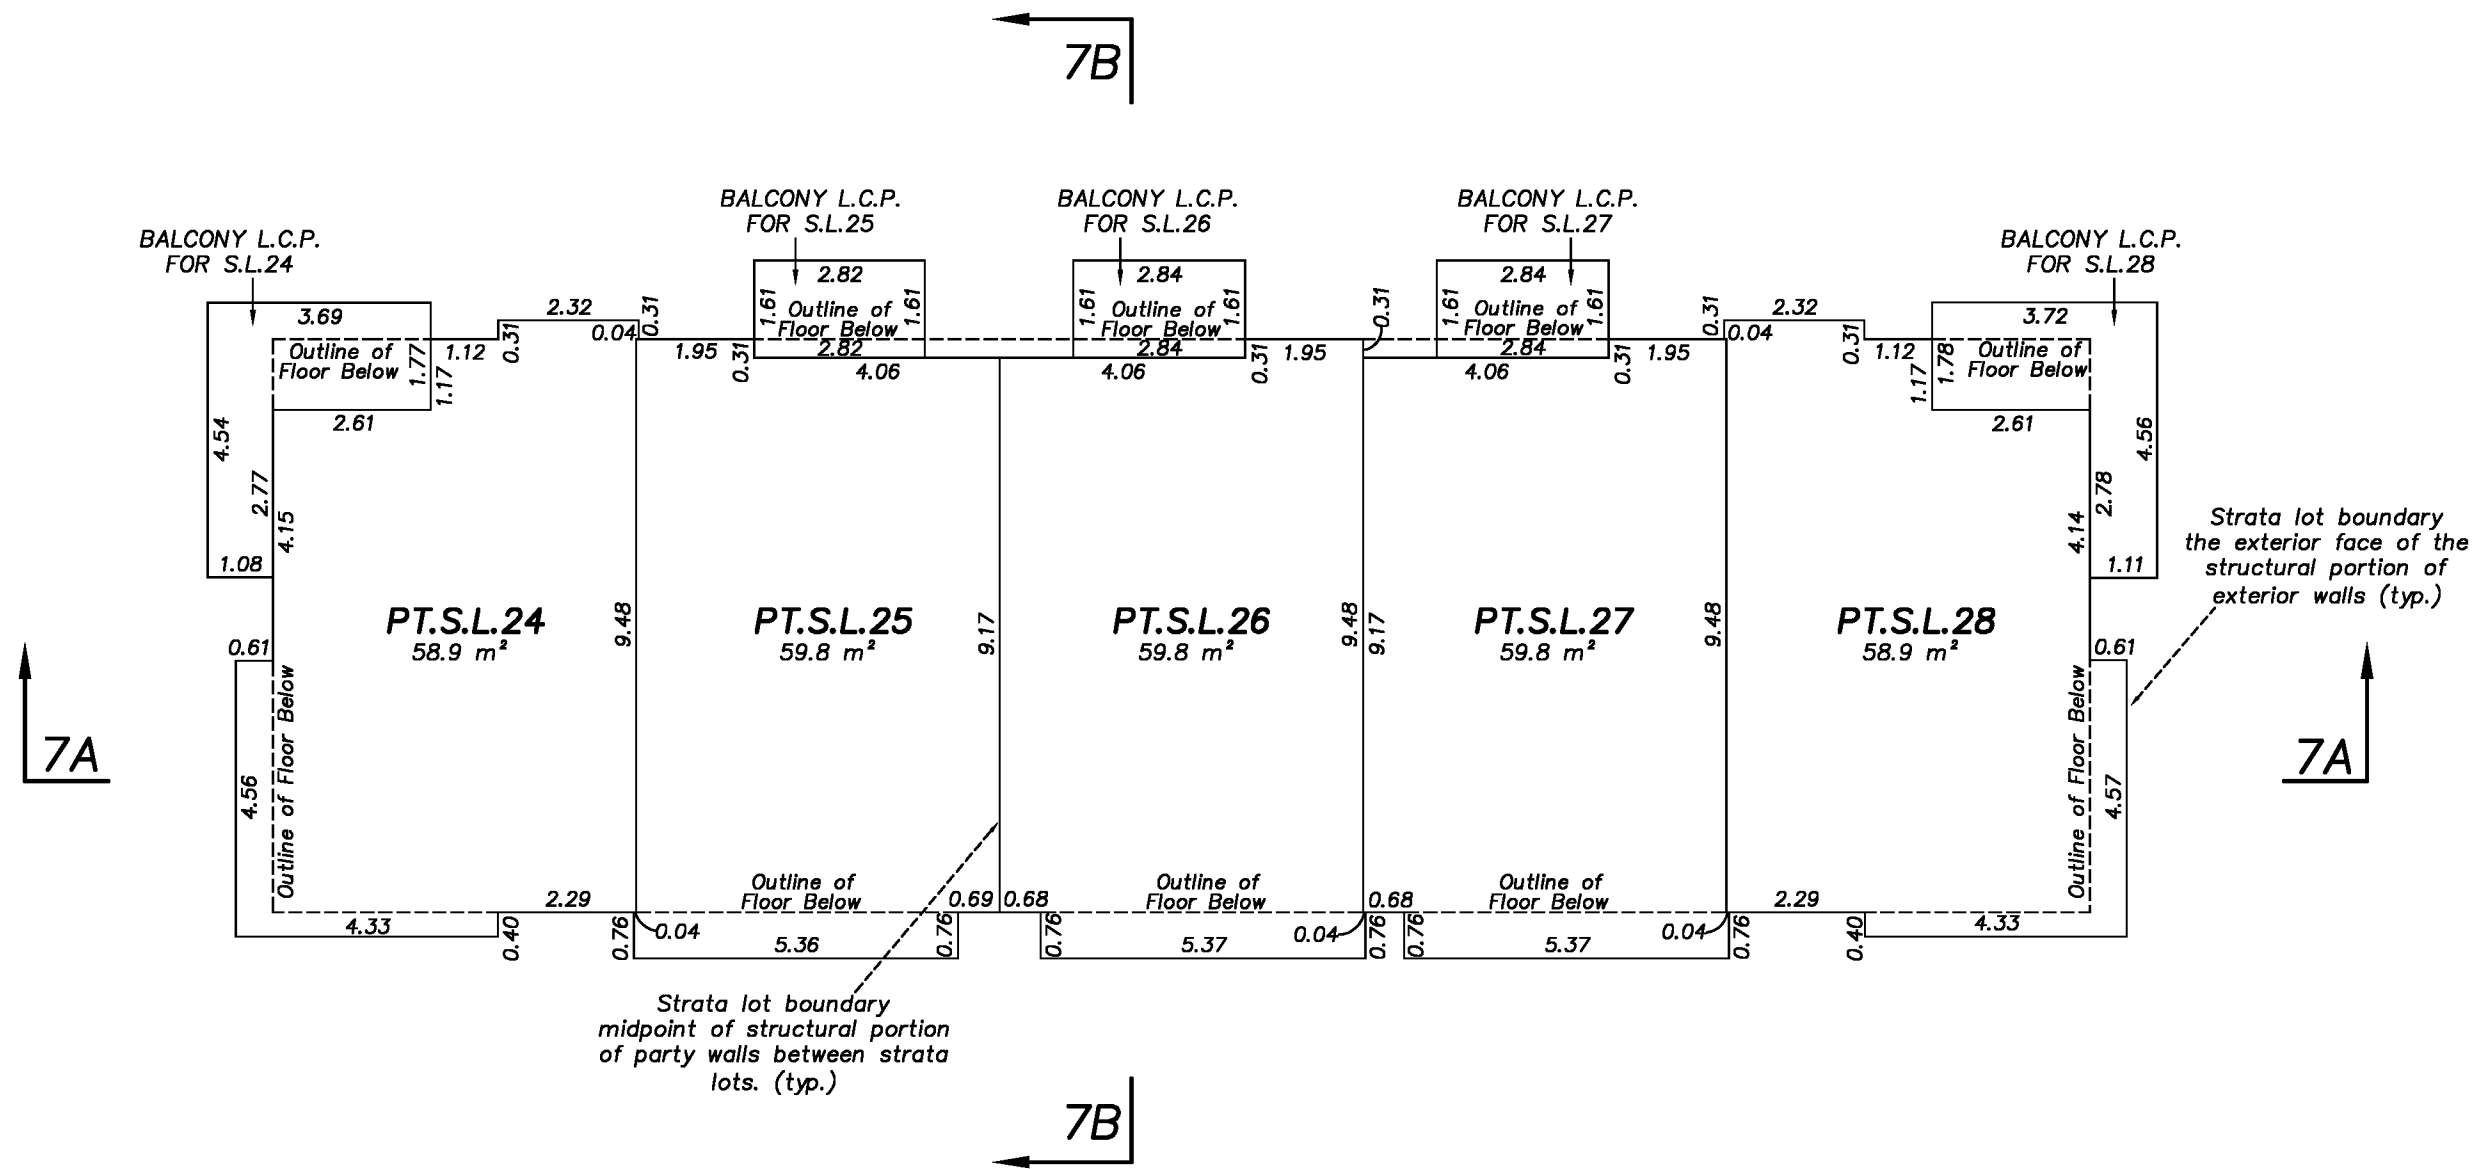 7B
BALCONY L.C.P.
FOR S.L.24
BALCONY L.C.P.
FOR S.L.25
BALCONY L.C.P.
FOR S.L.26
BALCONY L.C.P.
FOR S.L.27
BALCONY L.C.P.
FOR S.L.28
3.69
Outline of
Floor Below
1.77
1.17
2.61
1.12
0.31
2.32
0.04
0.31
4.54
2.77
4.15
1.08
1.95
0.31
2.82
1.61
Outline of
Floor Below
1.61
2.82
4.06
2.84
1.61
Outline of
Floor Below
1.61
2.84
4.06
0.31
1.95
0.31
2.84
1.61
Outline of
Floor Below
1.61
2.84
4.06
0.31
1.95
0.31
0.04
2.32
0.31
1.12
1.17
1.78
3.72
Outline of
Floor Below
2.61
4.56
2.78
4.14
1.11
Strata lot boundary
the exterior face of the
structural portion of
exterior walls (typ.)
PT.S.L.24
58.9 m²
9.48
PT.S.L.25
59.8 m²
9.17
PT.S.L.26
59.8 m²
9.48
9.17
PT.S.L.27
59.8 m²
9.48
PT.S.L.28
58.9 m²
0.61
0.61
7A
4.56
Outline of Floor Below
Outline of Floor Below
4.57
7A
4.33
0.40
2.29
0.76
0.04
Outline of
Floor Below
5.36
0.76
0.69
0.68
0.76
Outline of
Floor Below
5.37
0.04
0.76
0.68
0.76
Outline of
Floor Below
5.37
0.04
0.76
2.29
0.40
4.33
Strata lot boundary
midpoint of structural portion
of party walls between strata
lots. (typ.)
7B